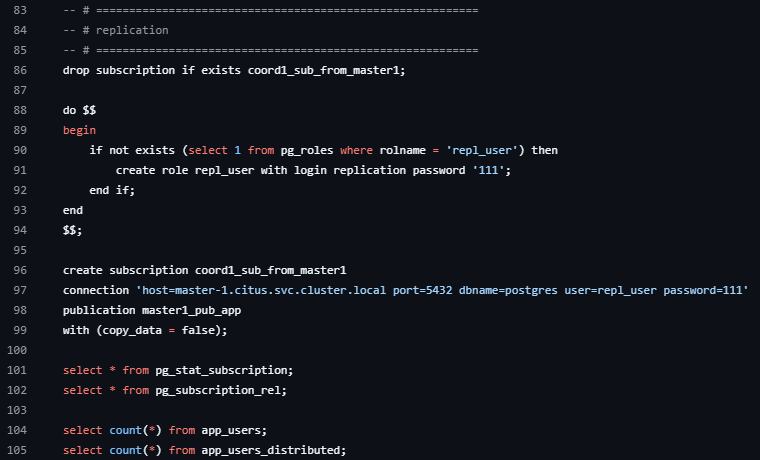 83 -- # ==========================================================
84 -- # replication
85 -- # ==========================================================
86 drop subscription if exists coord1_sub_from_master1;
87
88 do $$
89 begin
90     if not exists (select 1 from pg_roles where rolname = 'repl_user') then
91         create role repl_user with login replication password '111';
92     end if;
93 end
94 $$;
95
96 create subscription coord1_sub_from_master1
97 connection 'host=master-1.citus.svc.cluster.local port=5432 dbname=postgres user=repl_user password=111'
98 publication master1_pub_app
99 with (copy_data = false);
100
101 select * from pg_stat_subscription;
102 select * from pg_subscription_rel;
103
104 select count(*) from app_users;
105 select count(*) from app_users_distributed;